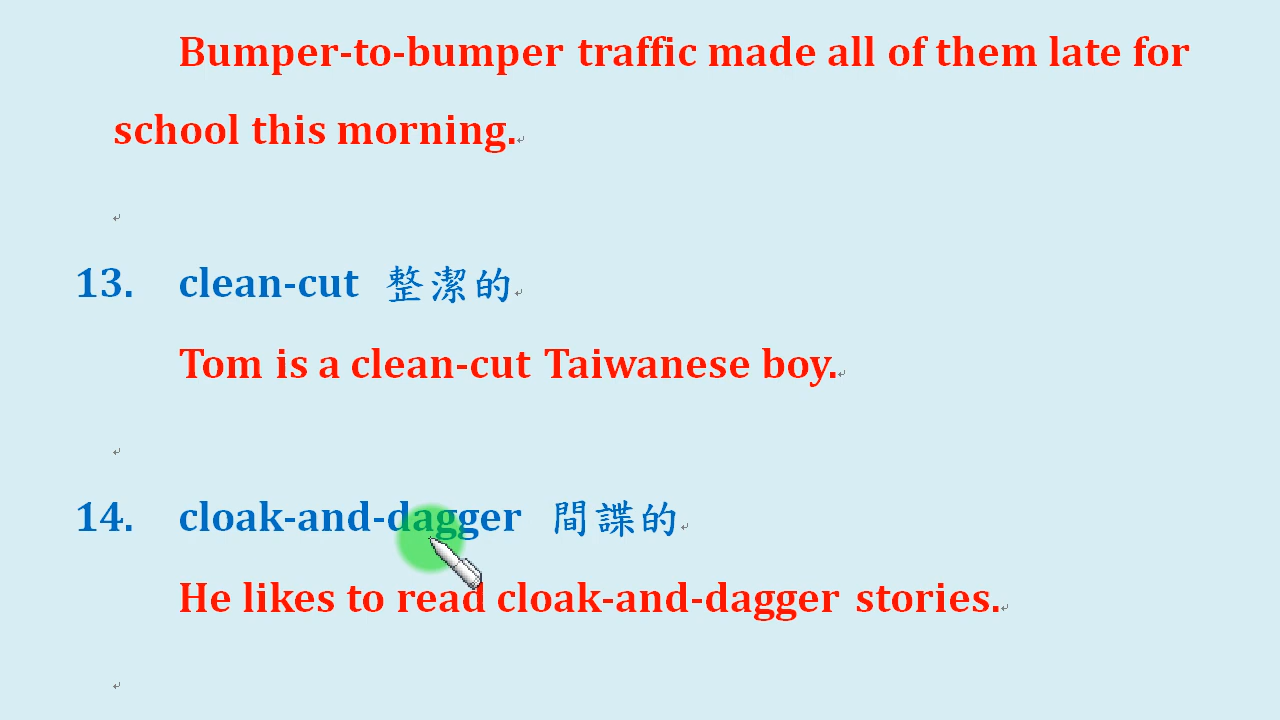 Bumper-to-bumper traffic made all of them late for
school this morning.
13. clean-cut 整潔的
Tom is a clean-cut Taiwanese boy.
14. cloak-and-dagger 間諜的
He likes to read cloak-and-dagger stories.